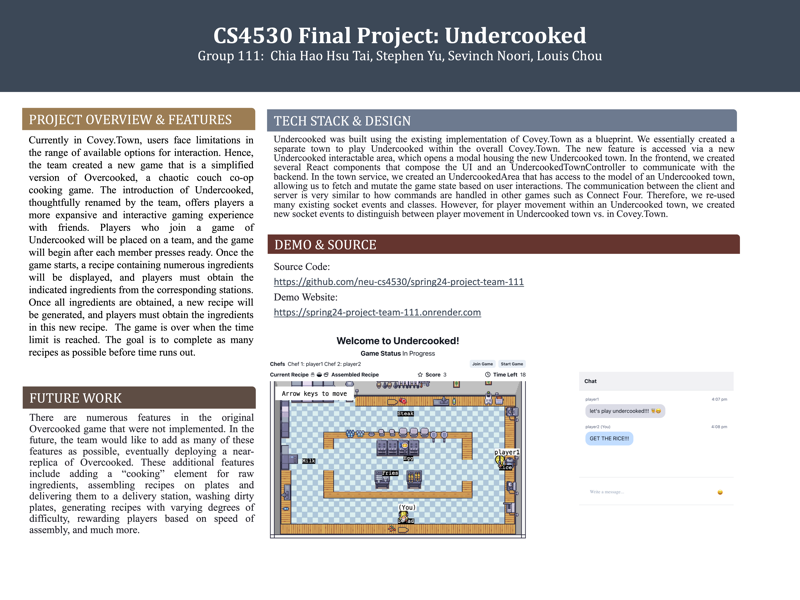 CS4530 Final Project: Undercooked
Group 111:  Chia Hao Hsu Tai, Stephen Yu, Sevinch Noori, Louis Chou
PROJECT OVERVIEW & FEATURES
Currently in Covey.Town, users face limitations in
the range of available options for interaction. Hence,
the team created a new game that is a simplified
version of Overcooked, a chaotic couch co-op
cooking game. The introduction of Undercooked,
thoughtfully renamed by the team, offers players a
more expansive and interactive gaming experience
with friends. Players who join a game of
Undercooked will be placed on a team, and the game
will begin after each member presses ready. Once the
game starts, a recipe containing numerous ingredients
will be displayed, and players must obtain the
indicated ingredients from the corresponding stations.
Once all ingredients are obtained, a new recipe will
be generated, and players must obtain the ingredients
in this new recipe.  The game is over when the time
limit is reached. The goal is to complete as many
recipes as possible before time runs out.
FUTURE WORK
There are numerous features in the original
Overcooked game that were not implemented. In the
future, the team would like to add as many of these
features as possible, eventually deploying a near-
replica of Overcooked. These additional features
include adding a “cooking” element for raw
ingredients, assembling recipes on plates and
delivering them to a delivery station, washing dirty
plates, generating recipes with varying degrees of
difficulty, rewarding players based on speed of
assembly, and much more.
TECH STACK & DESIGN
Undercooked was built using the existing implementation of Covey.Town as a blueprint. We essentially created a
separate town to play Undercooked within the overall Covey.Town. The new feature is accessed via a new
Undercooked interactable area, which opens a modal housing the new Undercooked town. In the frontend, we created
several React components that compose the UI and an UndercookedTownController to communicate with the
backend. In the town service, we created an UndercookedArea that has access to the model of an Undercooked town,
allowing us to fetch and mutate the game state based on user interactions. The communication between the client and
server is very similar to how commands are handled in other games such as Connect Four. Therefore, we re-used
many existing socket events and classes. However, for player movement within an Undercooked town, we created
new socket events to distinguish between player movement in Undercooked town vs. in Covey.Town.
DEMO & SOURCE
Source Code:
https://github.com/neu-cs4530/spring24-project-team-111
Demo Website:
https://spring24-project-team-111.onrender.com
Welcome to Undercooked!
Game Status In Progress
Chefs Chef 1: player1 Chef 2: player2
Join Game Start Game
Current Recipe Assembled Recipe Score 3 Time Left 18
Arrow keys to move
Steak
player1
Milk
Fries
(You)
Chat
player1 4:07 pm
let's play undercooked!!!
player2 (You) 4:08 pm
GET THE RICE!!!
Write a message...